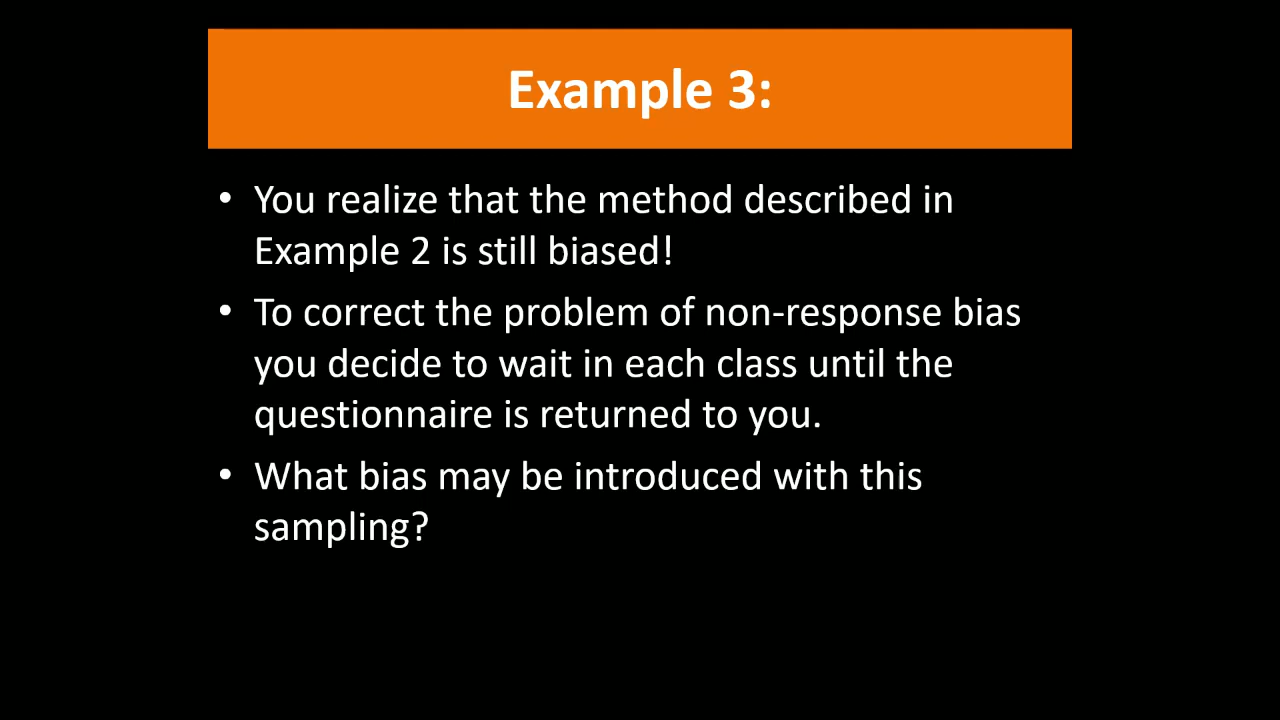 Example 3:
• You realize that the method described in
Example 2 is still biased!
• To correct the problem of non-response bias
you decide to wait in each class until the
questionnaire is returned to you.
• What bias may be introduced with this
sampling?